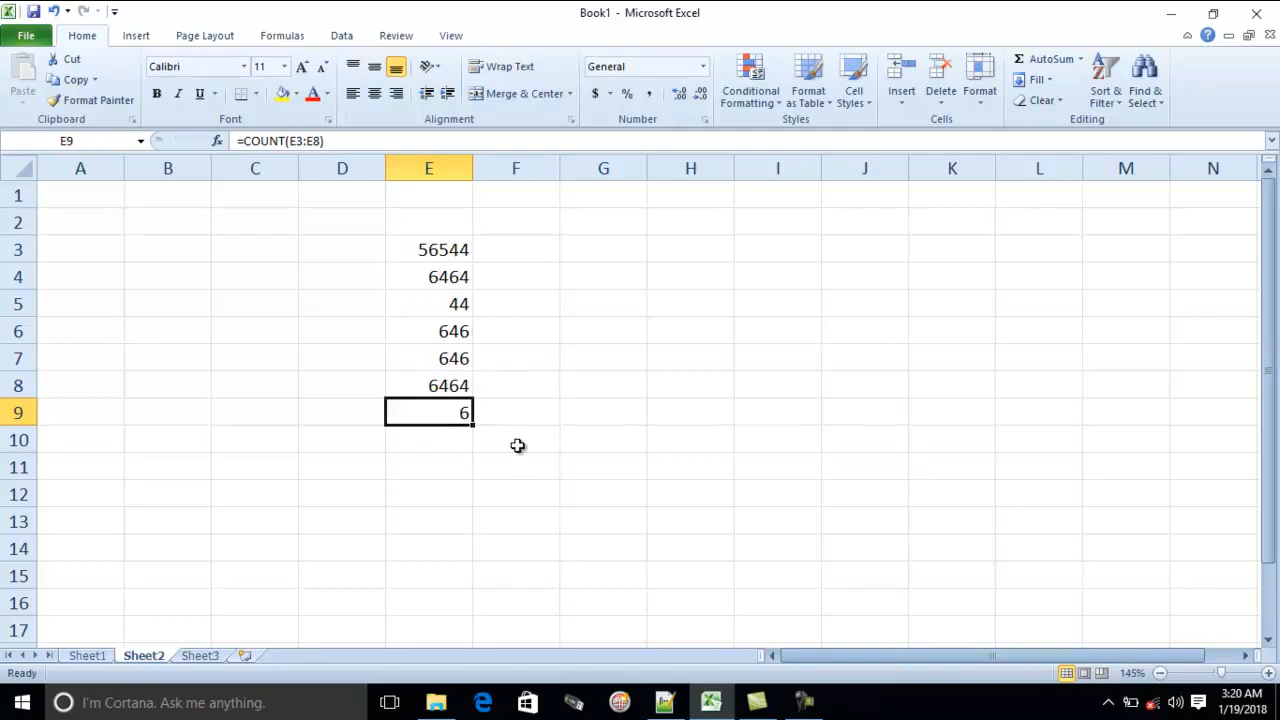 Book1 - Microsoft Excel
File Home Insert Page Layout Formulas Data Review View
Paste
Cut
Copy
Format Painter
Clipboard
Calibri 11
B I U
Font
Wrap Text
Merge & Center
Alignment
General
$ % ,
Number
Conditional Formatting
Format as Table
Cell Styles
Styles
Insert
Delete
Format
Cells
AutoSum
Fill
Clear
Sort & Filter
Find & Select
Editing
E9 fx =COUNT(E3:E8)
A B C D E F G H I J K L M N
1
2
3 56544
4 6464
5 44
6 646
7 646
8 6464
9 6
10
11
12
13
14
15
16
17
Sheet1 Sheet2 Sheet3
Ready 145%
I'm Cortana. Ask me anything. 3:20 AM
1/19/2018